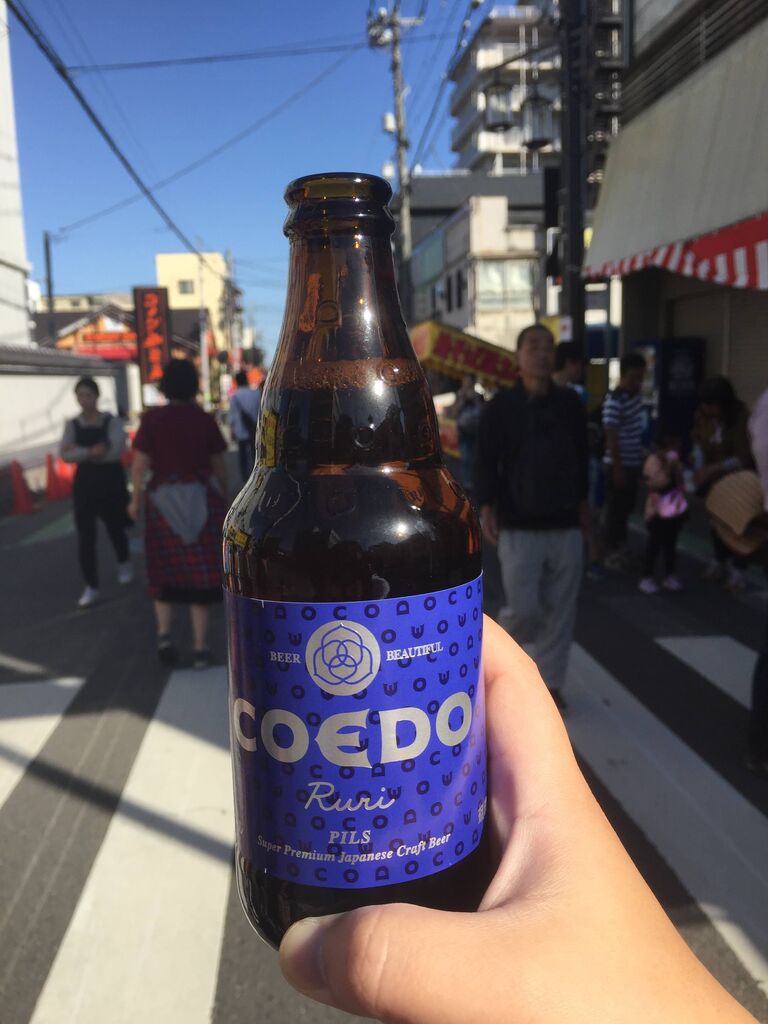 BEER BEAUTIFUL
COEDO
Ruri
PILS
Super Premium Japanese Craft Beer